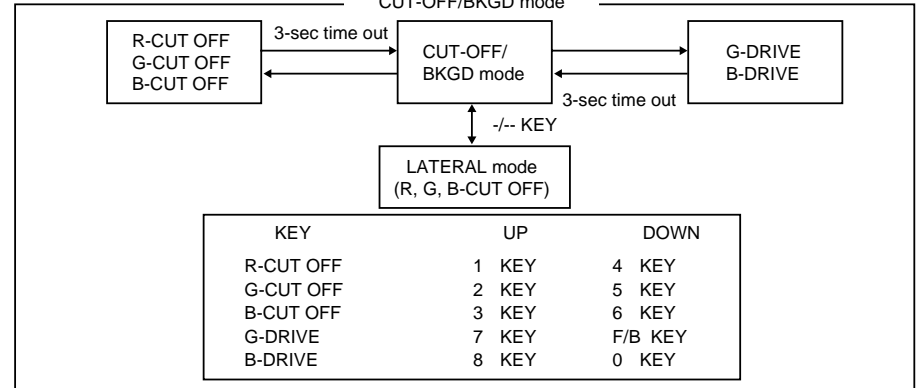 CUT-OFF/BKGD mode
R-CUT OFF
G-CUT OFF
B-CUT OFF
3-sec time out
CUT-OFF/
BKGD mode
G-DRIVE
B-DRIVE
3-sec time out
-/-- KEY
LATERAL mode
(R, G, B-CUT OFF)
KEY UP DOWN
R-CUT OFF 1 KEY 4 KEY
G-CUT OFF 2 KEY 5 KEY
B-CUT OFF 3 KEY 6 KEY
G-DRIVE 7 KEY F/B KEY
B-DRIVE 8 KEY 0 KEY